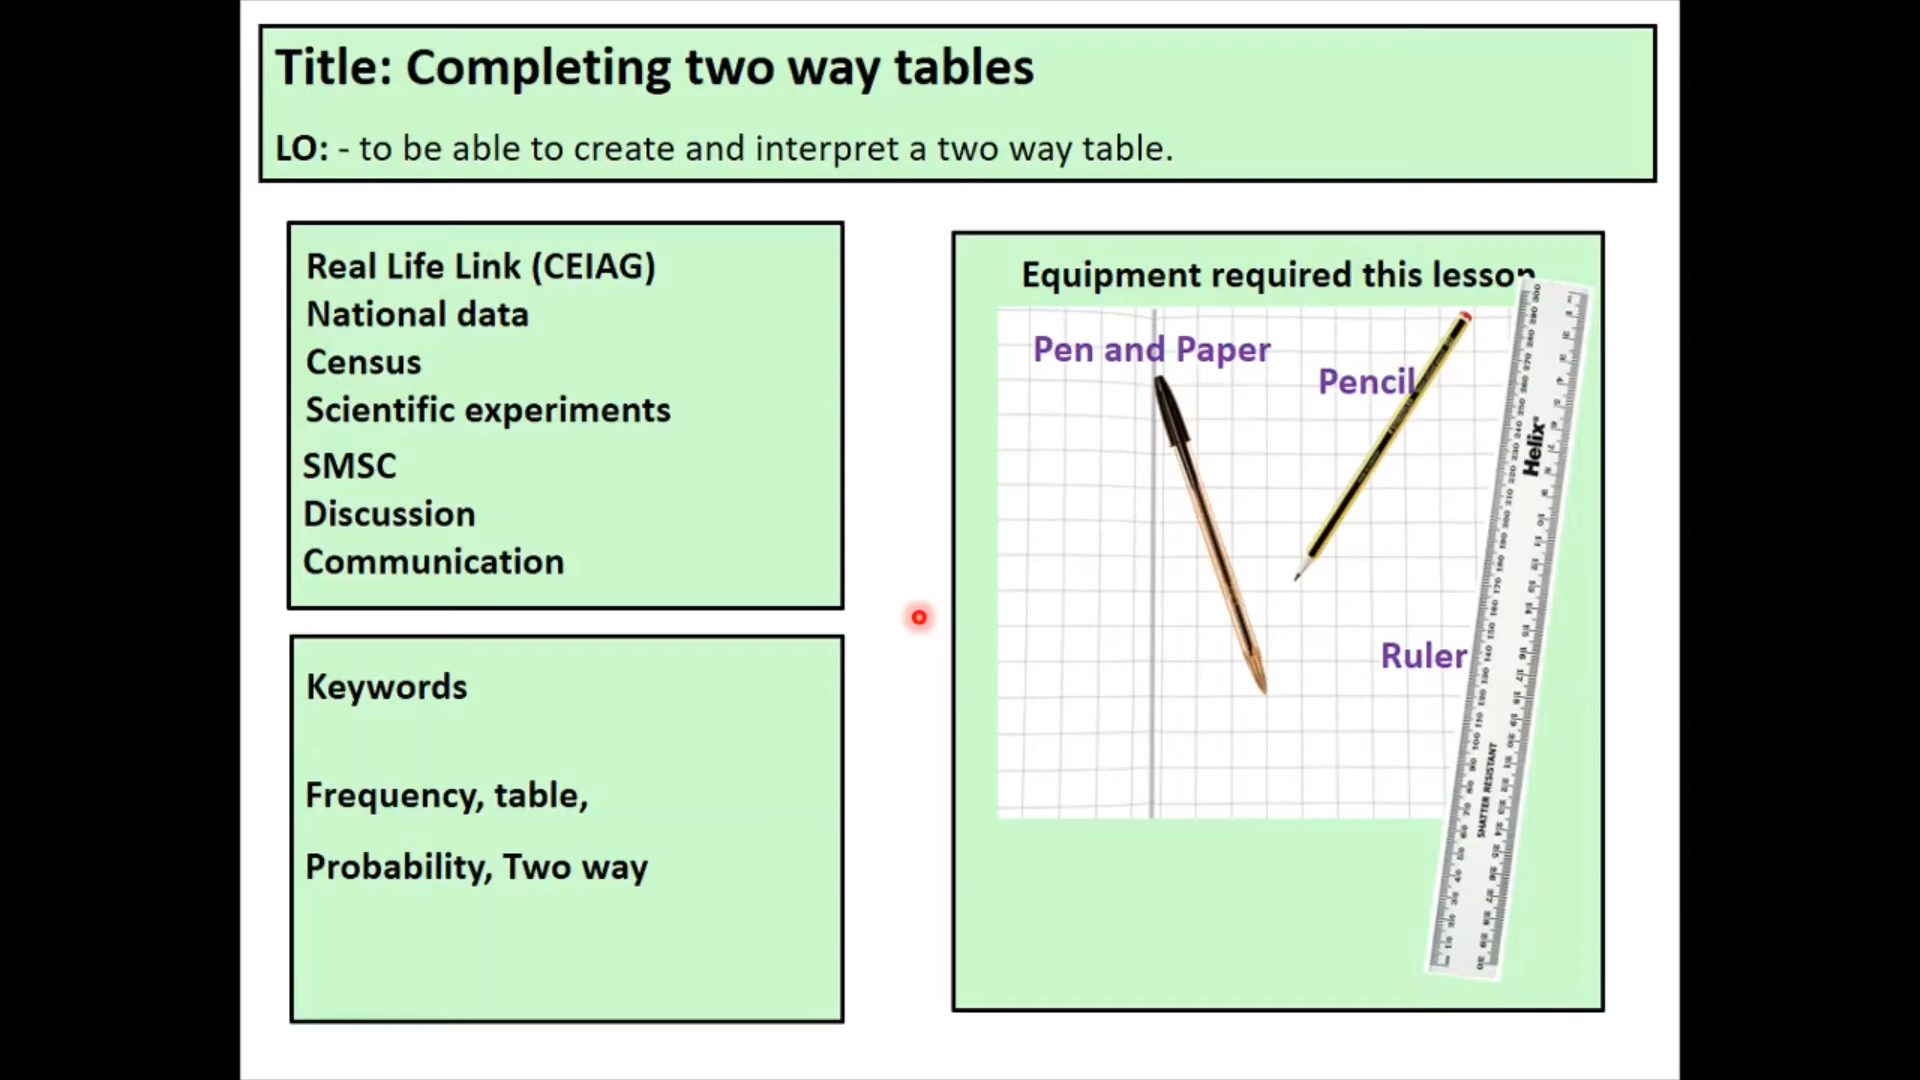 Title: Completing two way tables
LO: - to be able to create and interpret a two way table.
Real Life Link (CEIAG)
National data
Census
Scientific experiments
SMSC
Discussion
Communication
Keywords
Frequency, table,
Probability, Two way
Equipment required this lesson
Pen and Paper
Pencil
Ruler
Helix
SHATTER RESISTANT